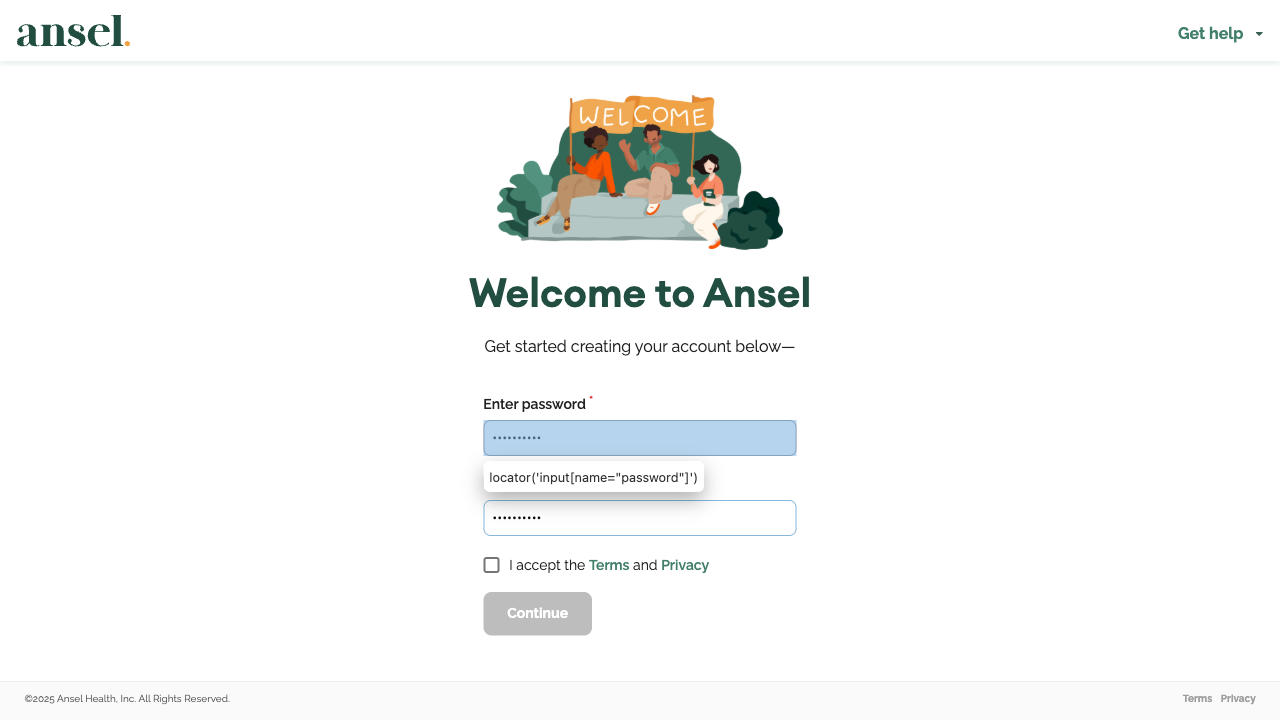 ansel.
Get help
WELCOME
Welcome to Ansel
Get started creating your account below—
Enter password *
••••••••••
locator('input[name="password"]')
••••••••••
I accept the Terms and Privacy
Continue
©2025 Ansel Health, Inc. All Rights Reserved.
Terms Privacy